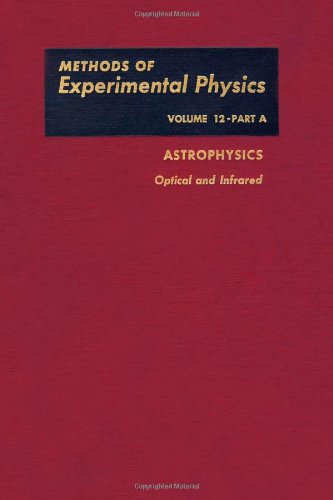 METHODS OF
Experimental Physics
VOLUME 12-PART A
ASTROPHYSICS
Optical and Infrared